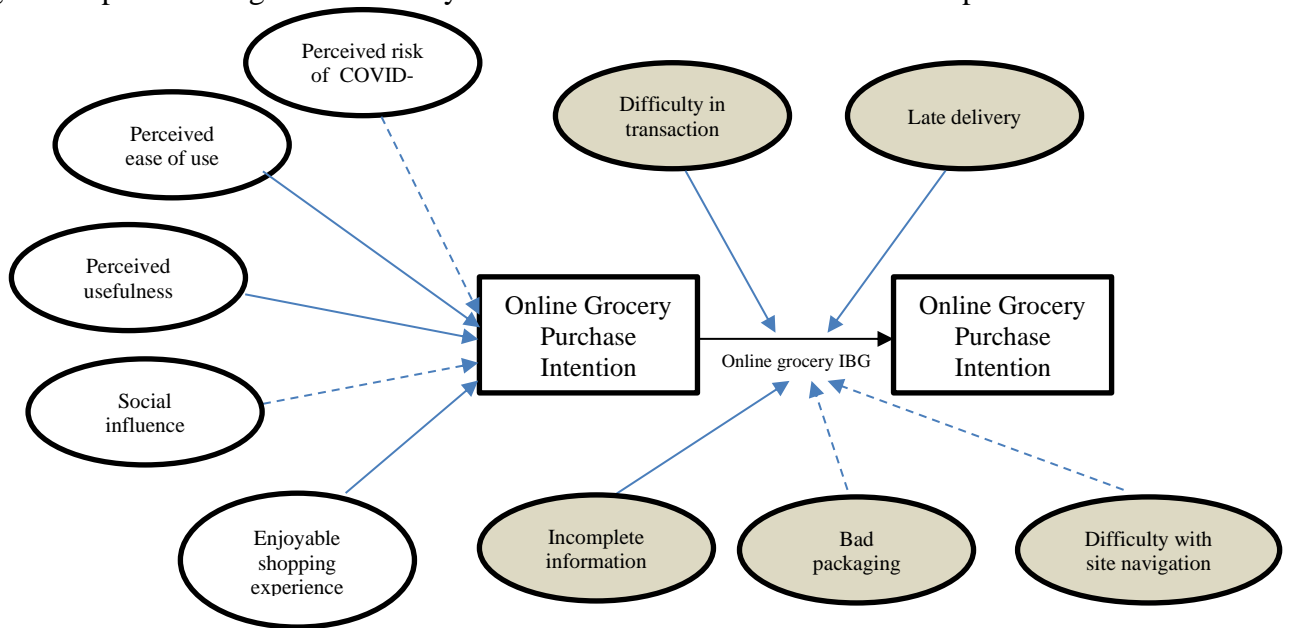 Perceived risk
of COVID-
Difficulty in
transaction
Late delivery
Perceived
ease of use
Perceived
usefulness
Online Grocery
Purchase
Intention
Online grocery IBG
Online Grocery
Purchase
Intention
Social
influence
Enjoyable
shopping
experience
Incomplete
information
Bad
packaging
Difficulty with
site navigation